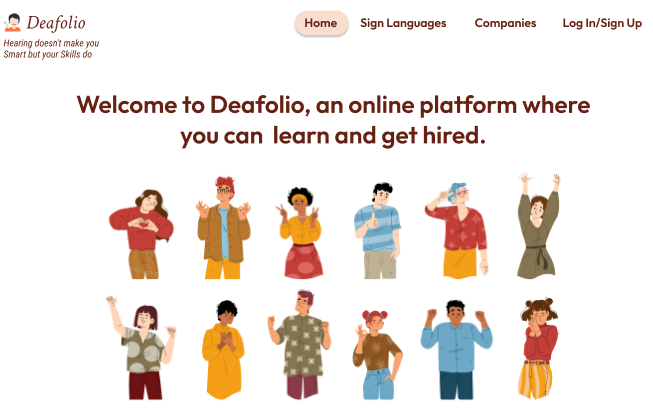 Deafolio
Hearing doesn't make you
Smart but your Skills do
Home Sign Languages Companies Log In/Sign Up
Welcome to Deafolio, an online platform where
you can learn and get hired.